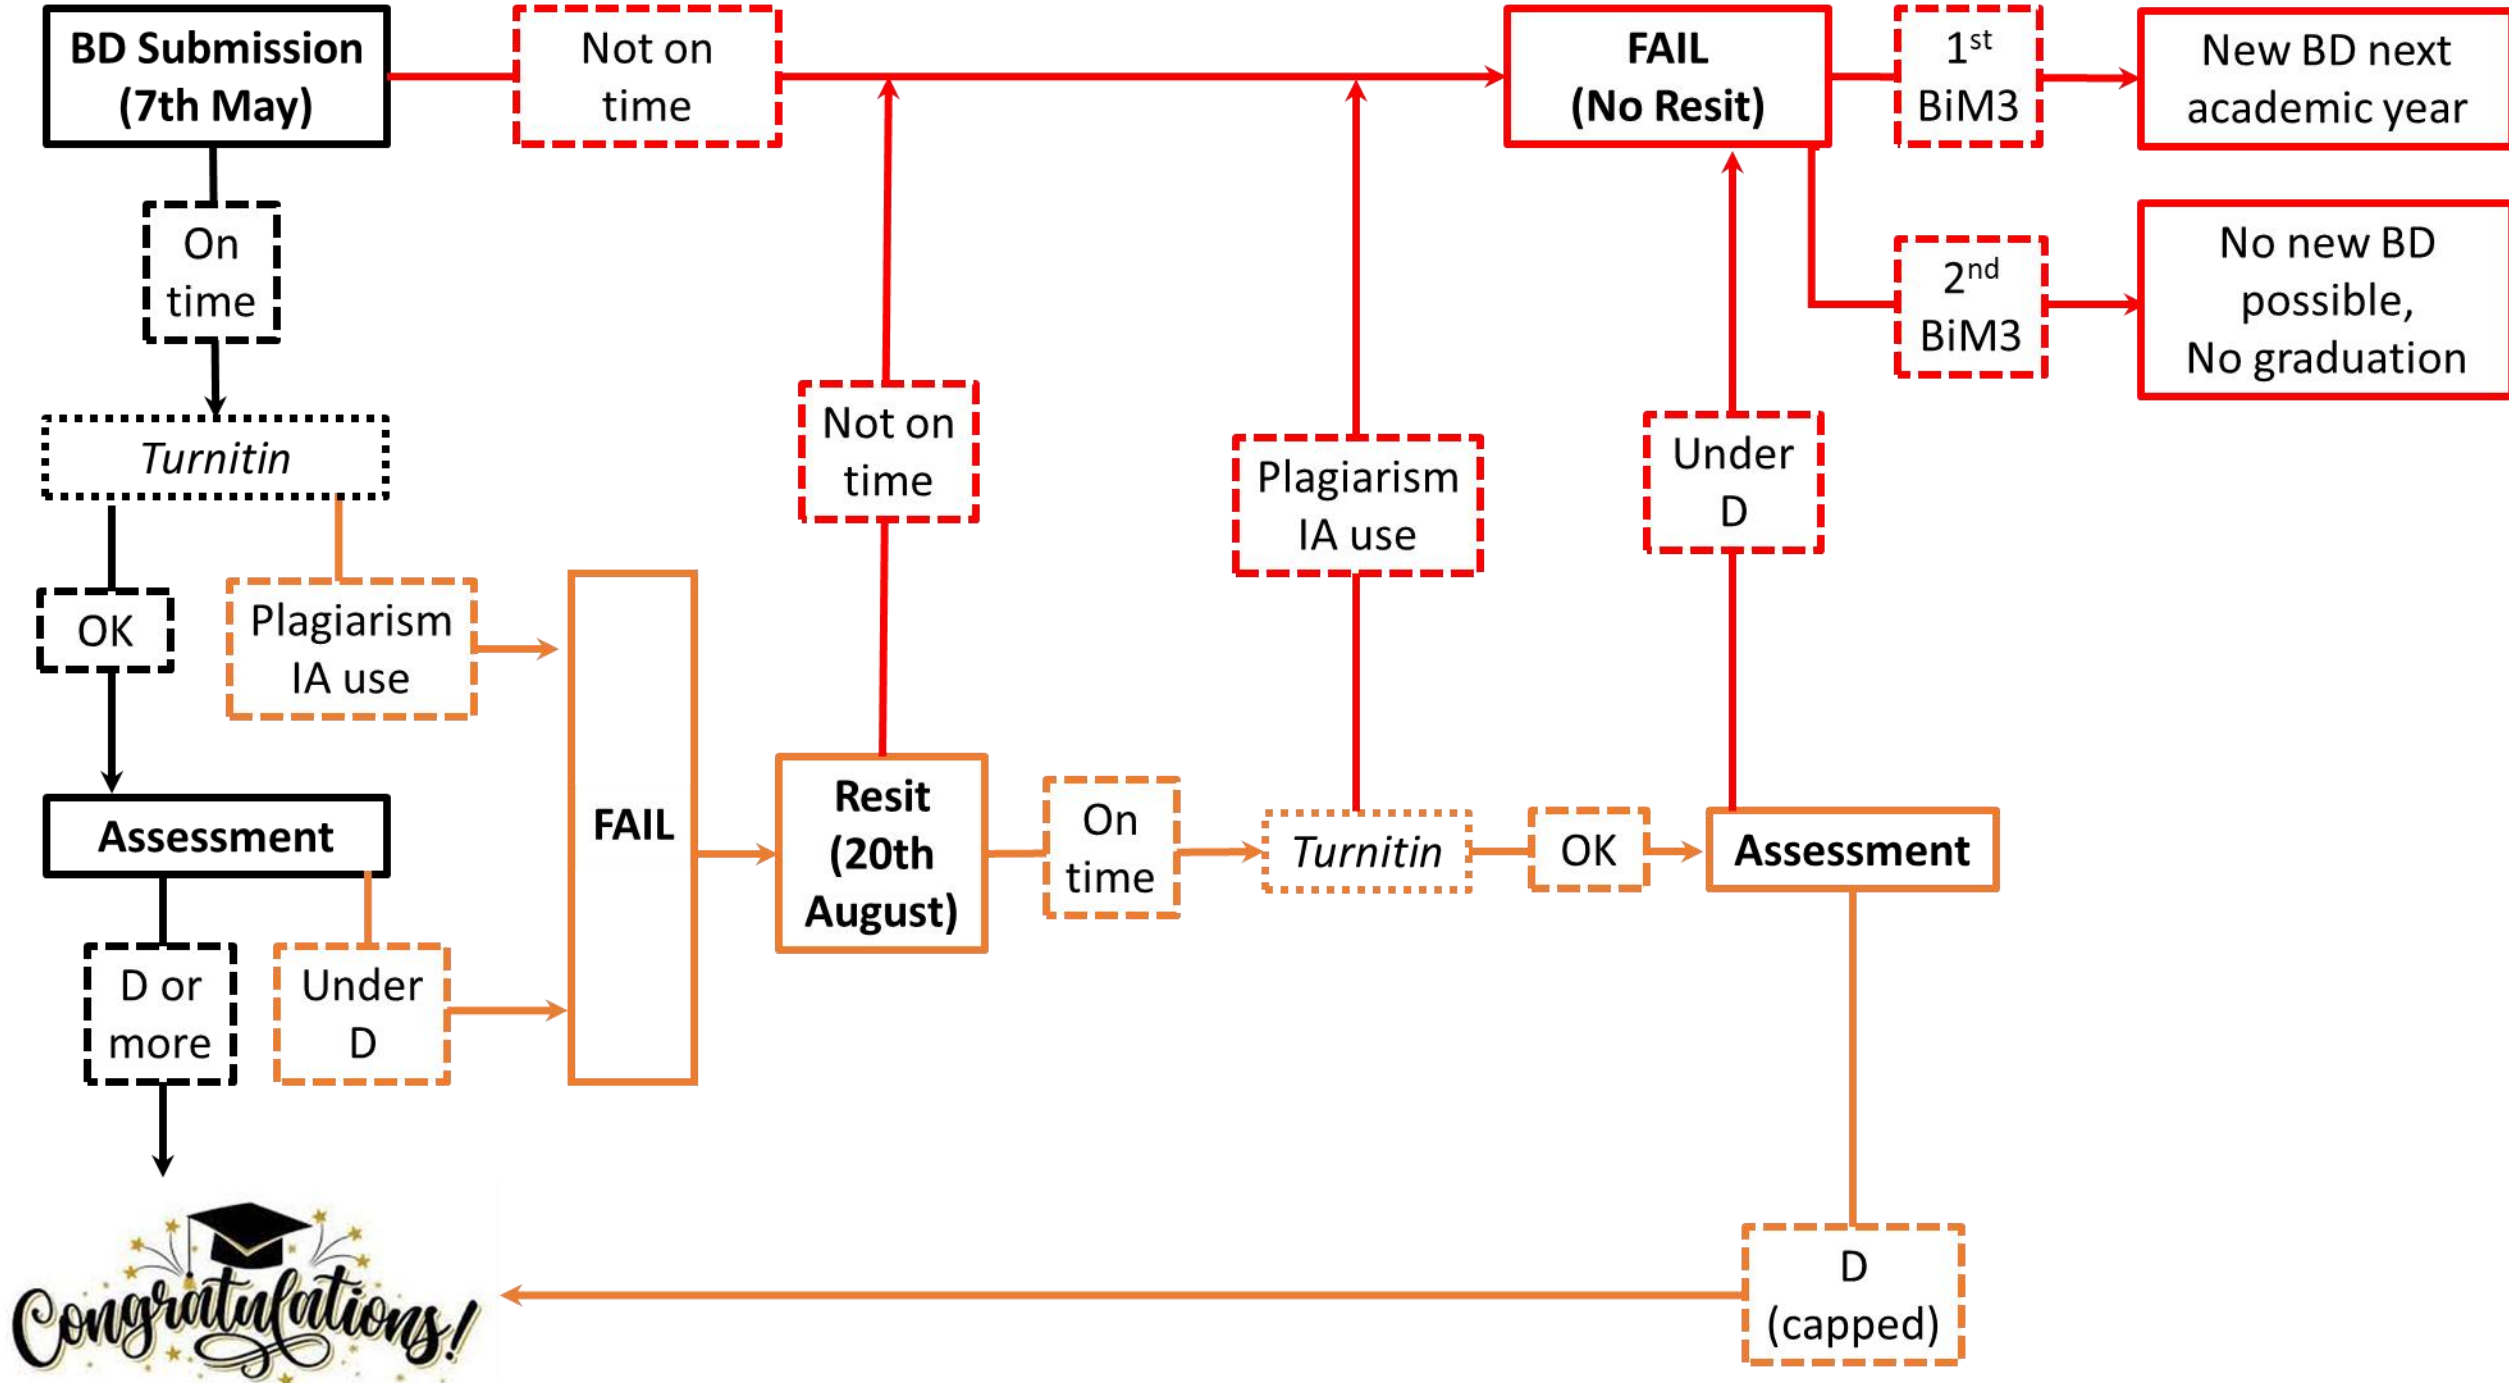 BD Submission
(7th May)
Not on
time
FAIL
(No Resit)
1st
BiM3
New BD next
academic year
On
time
2nd
BiM3
No new BD
possible,
No graduation
Turnitin
Not on
time
Plagiarism
IA use
Under
D
OK
Plagiarism
IA use
FAIL
Resit
(20th
August)
On
time
Turnitin
OK
Assessment
Assessment
D or
more
Under
D
D
(capped)
Congratulations!